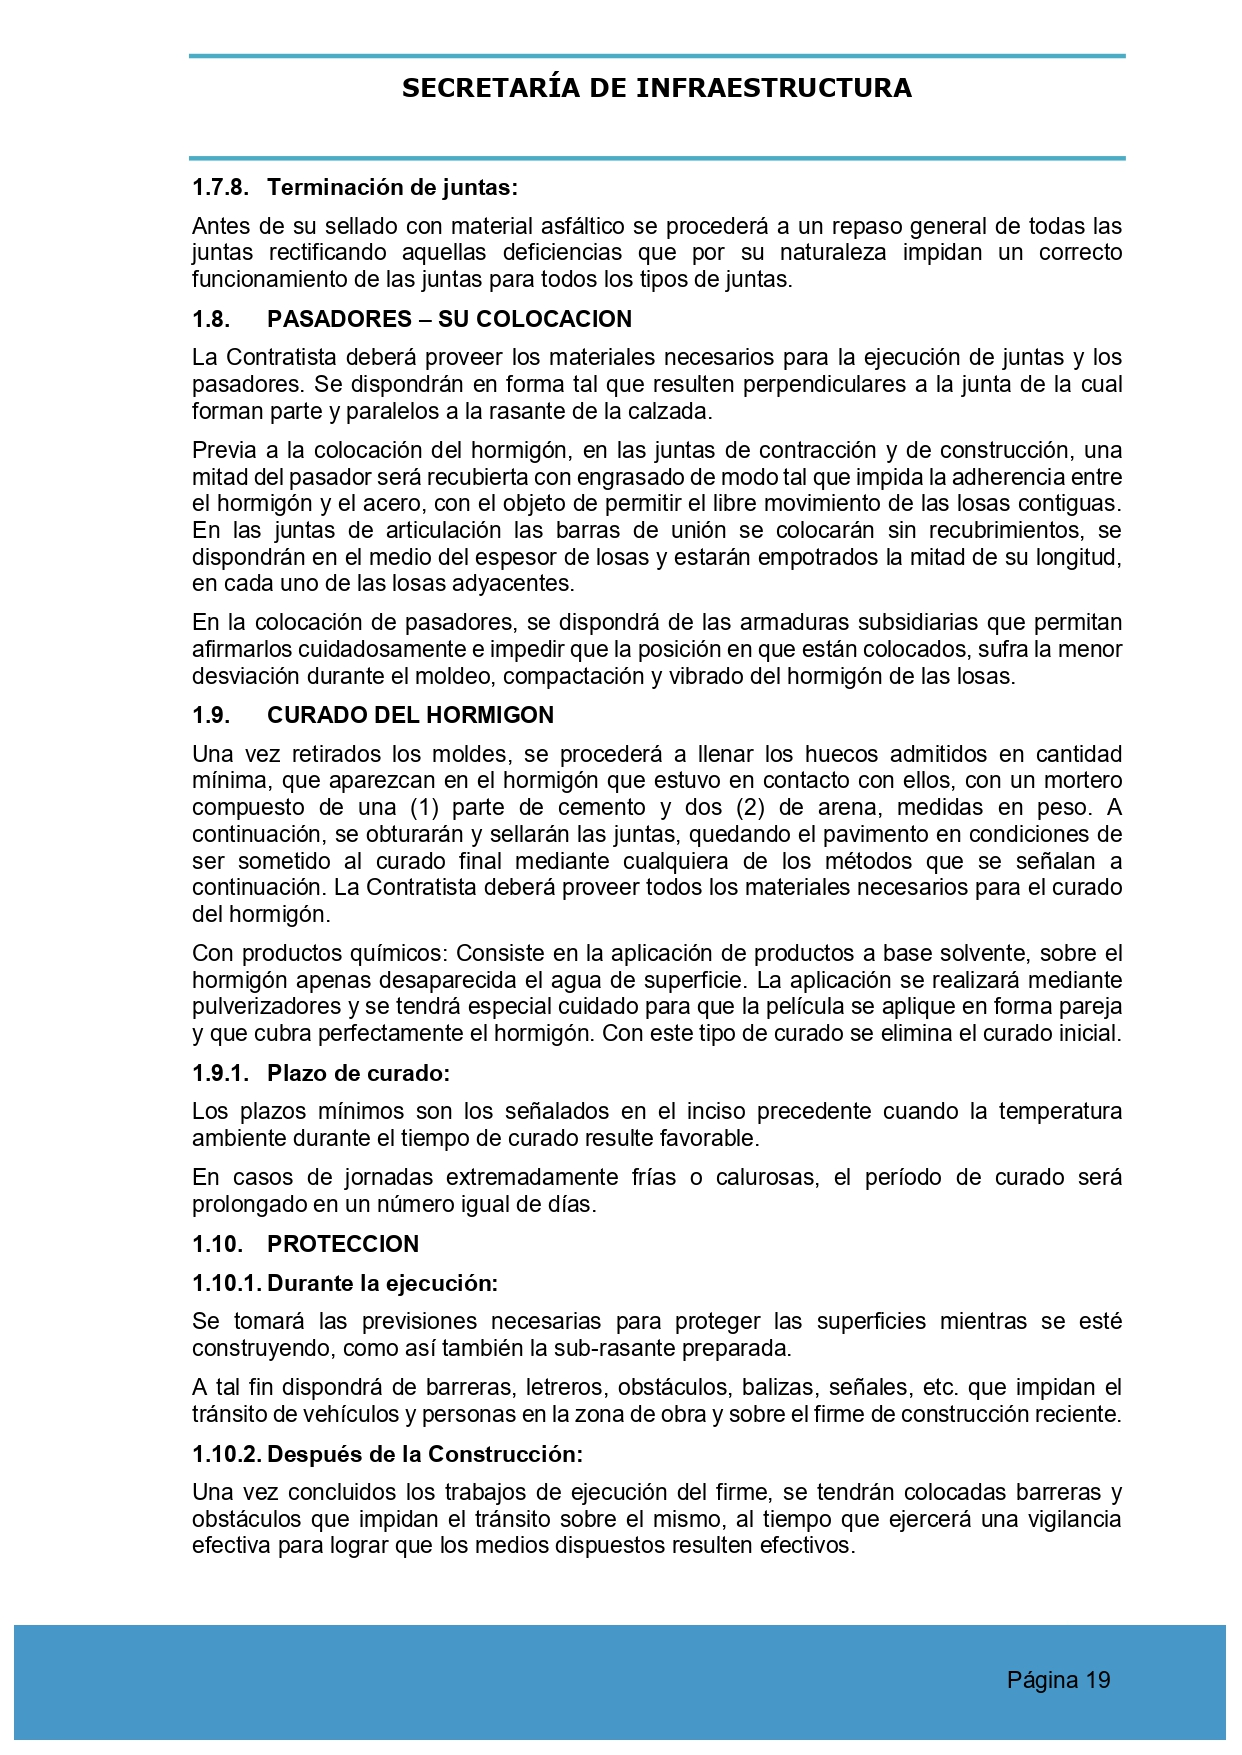 SECRETARÍA DE INFRAESTRUCTURA
1.7.8. Terminación de juntas:
Antes de su sellado con material asfáltico se procederá a un repaso general de todas las
juntas rectificando aquellas deficiencias que por su naturaleza impidan un correcto
funcionamiento de las juntas para todos los tipos de juntas.
1.8. PASADORES – SU COLOCACION
La Contratista deberá proveer los materiales necesarios para la ejecución de juntas y los
pasadores. Se dispondrán en forma tal que resulten perpendiculares a la junta de la cual
forman parte y paralelos a la rasante de la calzada.
Previa a la colocación del hormigón, en las juntas de contracción y de construcción, una
mitad del pasador será recubierta con engrasado de modo tal que impida la adherencia entre
el hormigón y el acero, con el objeto de permitir el libre movimiento de las losas contiguas.
En las juntas de articulación las barras de unión se colocarán sin recubrimientos, se
dispondrán en el medio del espesor de losas y estarán empotrados la mitad de su longitud,
en cada uno de las losas adyacentes.
En la colocación de pasadores, se dispondrá de las armaduras subsidiarias que permitan
afirmarlos cuidadosamente e impedir que la posición en que están colocados, sufra la menor
desviación durante el moldeo, compactación y vibrado del hormigón de las losas.
1.9. CURADO DEL HORMIGON
Una vez retirados los moldes, se procederá a llenar los huecos admitidos en cantidad
mínima, que aparezcan en el hormigón que estuvo en contacto con ellos, con un mortero
compuesto de una (1) parte de cemento y dos (2) de arena, medidas en peso. A
continuación, se obturarán y sellarán las juntas, quedando el pavimento en condiciones de
ser sometido al curado final mediante cualquiera de los métodos que se señalan a
continuación. La Contratista deberá proveer todos los materiales necesarios para el curado
del hormigón.
Con productos químicos: Consiste en la aplicación de productos a base solvente, sobre el
hormigón apenas desaparecida el agua de superficie. La aplicación se realizará mediante
pulverizadores y se tendrá especial cuidado para que la película se aplique en forma pareja
y que cubra perfectamente el hormigón. Con este tipo de curado se elimina el curado inicial.
1.9.1. Plazo de curado:
Los plazos mínimos son los señalados en el inciso precedente cuando la temperatura
ambiente durante el tiempo de curado resulte favorable.
En casos de jornadas extremadamente frías o calurosas, el período de curado será
prolongado en un número igual de días.
1.10. PROTECCION
1.10.1. Durante la ejecución:
Se tomará las previsiones necesarias para proteger las superficies mientras se esté
construyendo, como así también la sub-rasante preparada.
A tal fin dispondrá de barreras, letreros, obstáculos, balizas, señales, etc. que impidan el
tránsito de vehículos y personas en la zona de obra y sobre el firme de construcción reciente.
1.10.2. Después de la Construcción:
Una vez concluidos los trabajos de ejecución del firme, se tendrán colocadas barreras y
obstáculos que impidan el tránsito sobre el mismo, al tiempo que ejercerá una vigilancia
efectiva para lograr que los medios dispuestos resulten efectivos.
Página 19